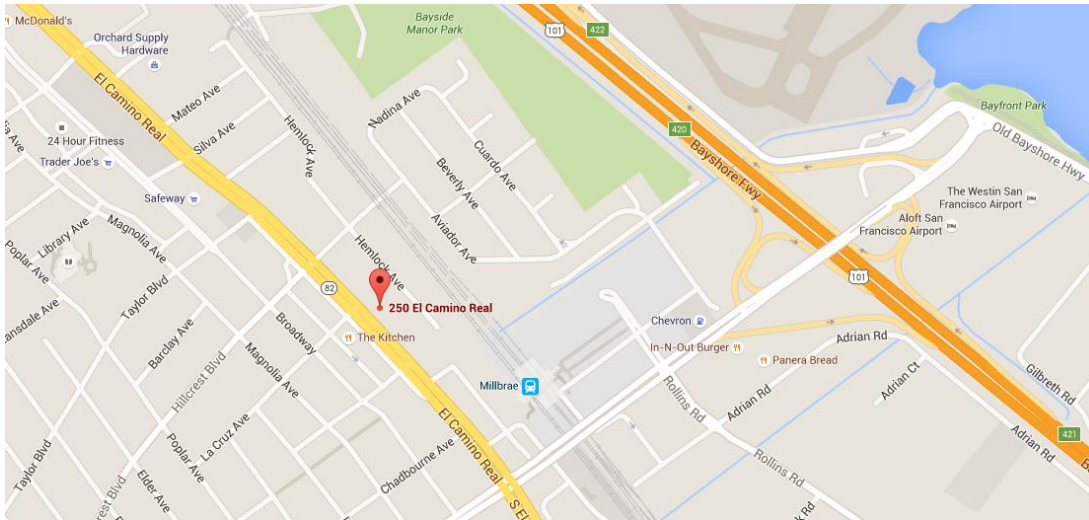 McDonald's
Orchard Supply
Hardware
Bayside
Manor Park
101
422
El Camino Real
Mateo Ave
Nadina Ave
Hemlock Ave
Silva Ave
24 Hour Fitness
Trader Joe's
Safeway
Cuardo Ave
Beverly Ave
Aviador Ave
420
Bayshore Fwy
Bayfront Park
Old Bayshore Hwy
The Westin San
Francisco Airport
Aloft San
Francisco Airport
101
Library Ave
Poplar Ave
Magnolia Ave
Taylor Blvd
Hemlock Ave
82
250 El Camino Real
The Kitchen
Broadway
Barclay Ave
Hillcrest Blvd
Magnolia Ave
Chevron
In-N-Out Burger
Panera Bread
Adrian Rd
Adrian Ct
Gilbreth Rd
Millbrae
Rollins Rd
Adrian Rd
El Camino Real
La Cruz Ave
Chadbourne Ave
Poplar Ave
Elder Ave
Taylor Blvd
Hillcrest Blvd
Rollins Rd
Adrian Rd
421
S El